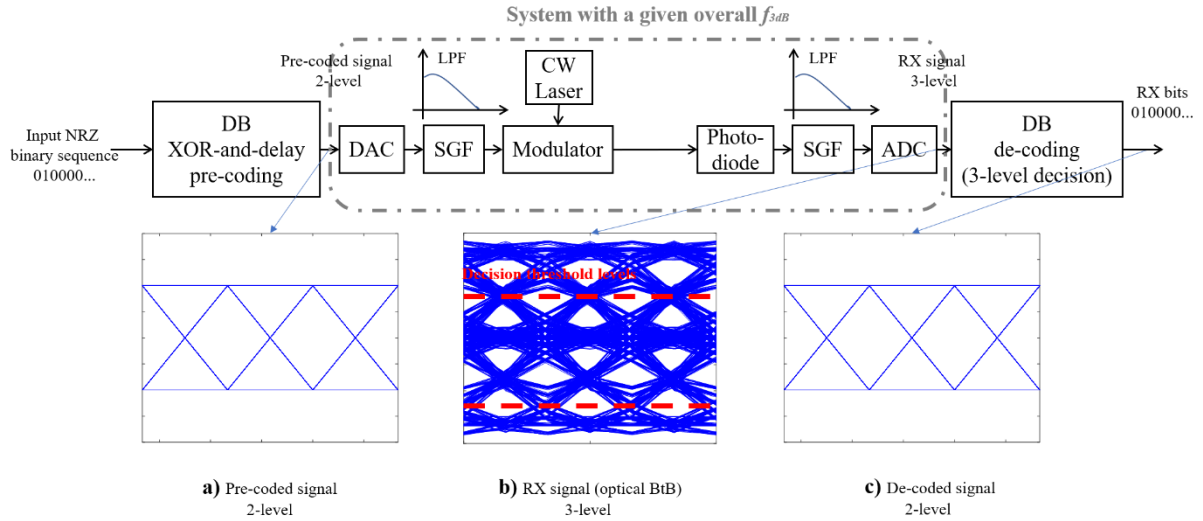 System with a given overall f3dB
Pre-coded signal
2-level
LPF
CW
Laser
LPF
RX signal
3-level
RX bits
010000...
Input NRZ
binary sequence
010000...
DB
XOR-and-delay
pre-coding
DAC
SGF
Modulator
Photo-
diode
SGF
ADC
DB
de-coding
(3-level decision)
Decision threshold levels
a) Pre-coded signal
2-level
b) RX signal (optical BtB)
3-level
c) De-coded signal
2-level